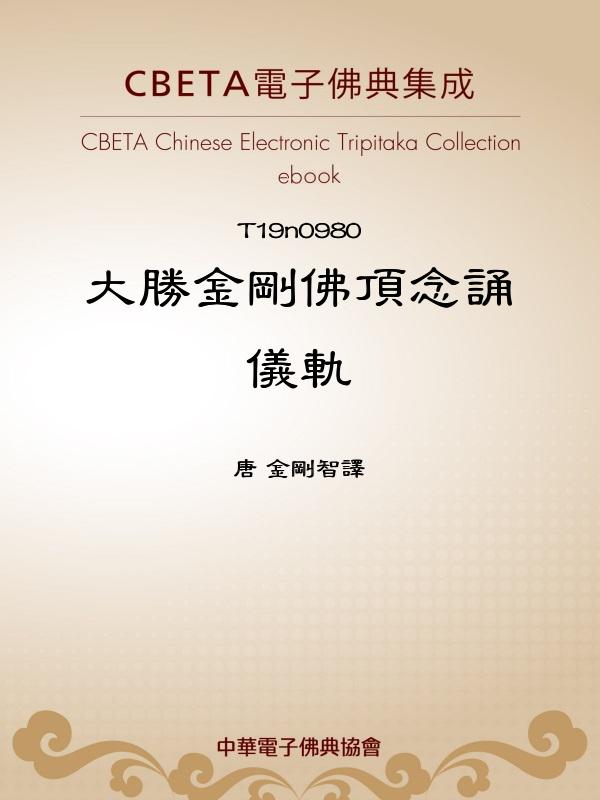 CBETA電子佛典集成
CBETA Chinese Electronic Tripitaka Collection
ebook
T19n0980
大勝金剛佛頂念誦
儀軌
唐 金剛智譯
中華電子佛典協會